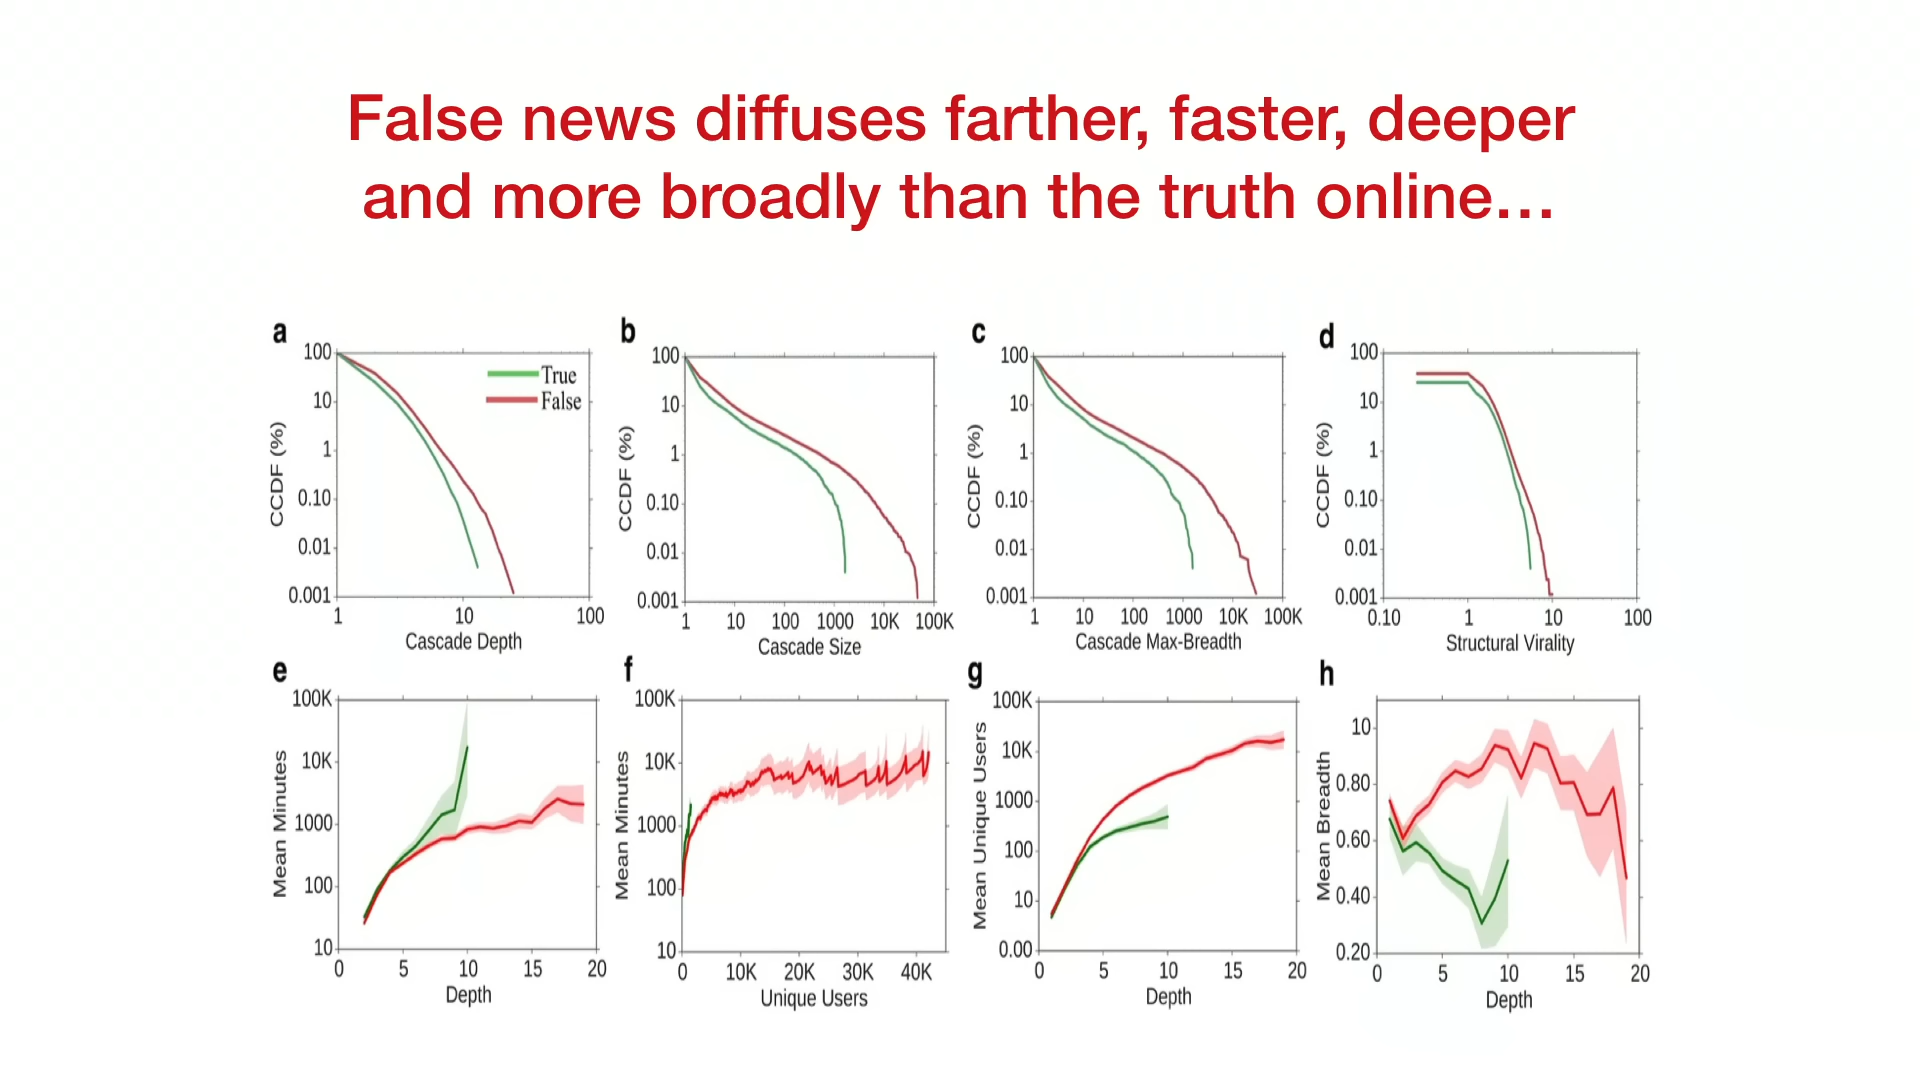 False news diffuses farther, faster, deeper
and more broadly than the truth online…
a
100
10
1
0.10
0.01
0.001
CCDF (%)
True
False
1 10 100
Cascade Depth
b
100
10
1
0.10
0.01
0.001
CCDF (%)
1 10 100 1000 10K 100K
Cascade Size
c
100
10
1
0.10
0.01
0.001
CCDF (%)
1 10 100 1000 10K 100K
Cascade Max-Breadth
d
100
10
1
0.10
0.01
0.001
CCDF (%)
0.10 1 10 100
Structural Virality
e
100K
10K
1000
100
10
Mean Minutes
0 5 10 15 20
Depth
f
100K
10K
1000
100
10
Mean Minutes
0 10K 20K 30K 40K
Unique Users
g
100K
10K
1000
100
10
0.00
Mean Unique Users
0 5 10 15 20
Depth
h
10
0.80
0.60
0.40
0.20
Mean Breadth
0 5 10 15 20
Depth